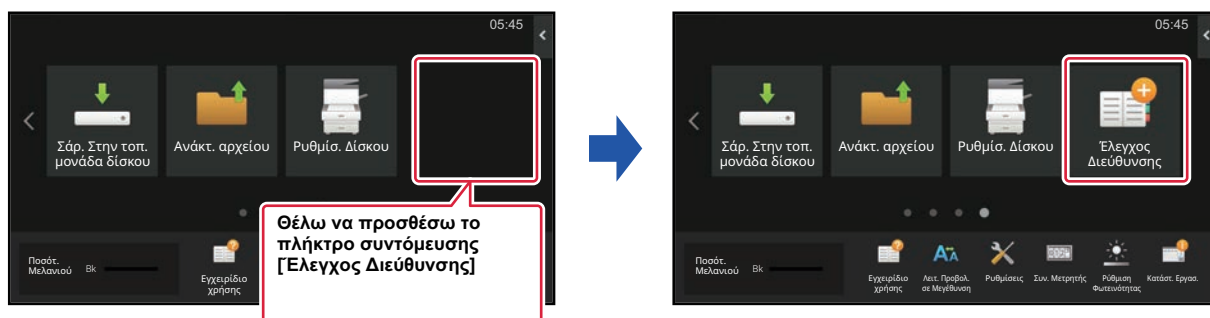 05:45
Σάρ. Στην τοπ.
μονάδα δίσκου
Ανάκτ. αρχείου
Ρυθμίσ. Δίσκου
Θέλω να προσθέσω το
πλήκτρο συντόμευσης
[Έλεγχος Διεύθυνσης]
Ποσότ.
Μελανιού
Bk
Εγχειρίδιο
χρήσης
05:45
Σάρ. Στην τοπ.
μονάδα δίσκου
Ανάκτ. αρχείου
Ρυθμίσ. Δίσκου
Έλεγχος
Διεύθυνσης
Ποσότ.
Μελανιού
Bk
Εγχειρίδιο
χρήσης
Λειτ. Προβολ.
σε Μεγέθυνση
Ρυθμίσεις
Συν. Μετρητής
Ρύθμιση
Φωτεινότητας
Κατάστ. Εργασ.